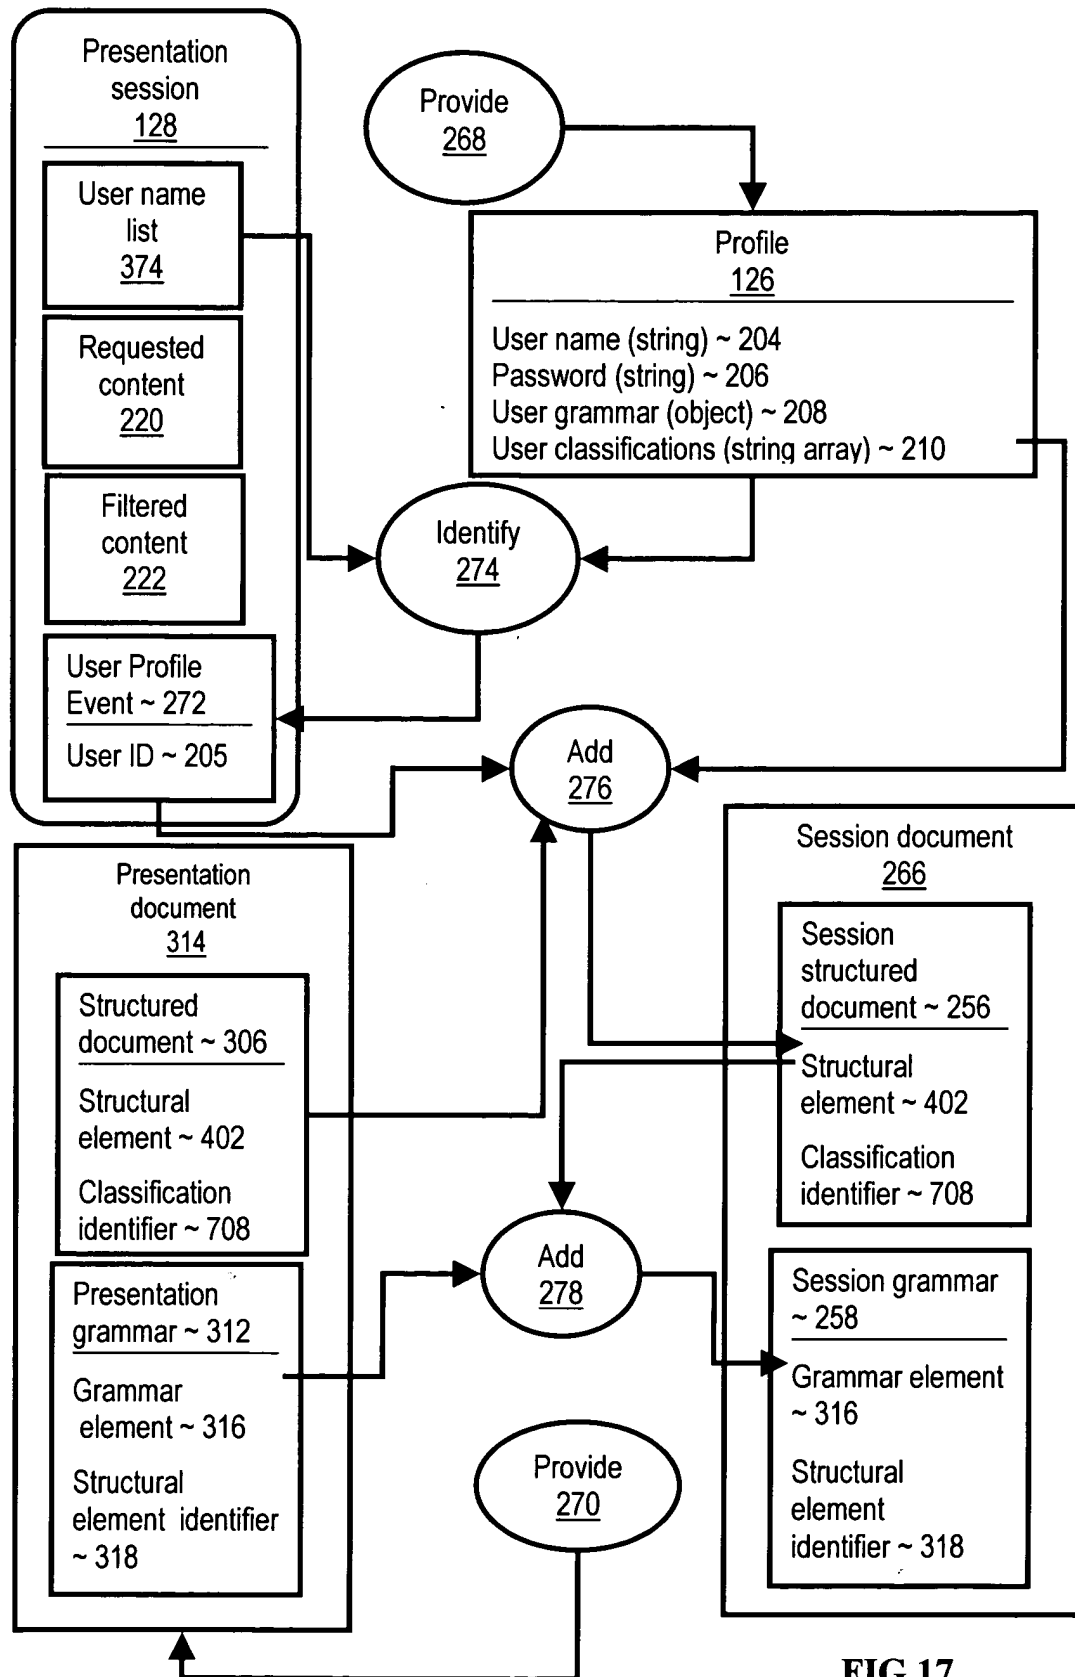 Presentation
session
128
User name
list
374
Requested
content
220
Filtered
content
222
User Profile
Event ~ 272
User ID ~ 205
Provide
268
Profile
126
User name (string) ~ 204
Password (string) ~ 206
User grammar (object) ~ 208
User classifications (string array) ~ 210
Identify
274
Add
276
Presentation
document
314
Structured
document ~ 306
Structural
element ~ 402
Classification
identifier ~ 708
Presentation
grammar ~ 312
Grammar
element ~ 316
Structural
element identifier
~ 318
Add
278
Provide
270
Session document
266
Session
structured
document ~ 256
Structural
element ~ 402
Classification
identifier ~ 708
Session grammar
~ 258
Grammar element
~ 316
Structural
element
identifier ~ 318
FIG 17